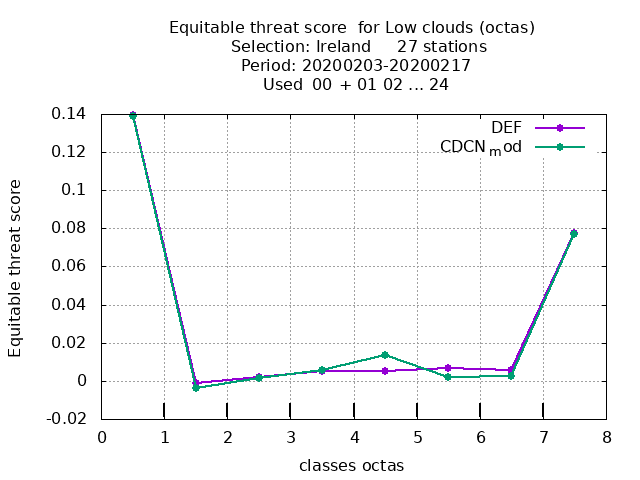 Equitable threat score  for Low clouds (octas)
Selection: Ireland     27 stations
Period: 20200203-20200217
Used  00 + 01 02 ... 24
DEF
CDCN_mod
0.14
0.12
0.1
0.08
0.06
0.04
0.02
0
-0.02
Equitable threat score
0 1 2 3 4 5 6 7 8
classes octas